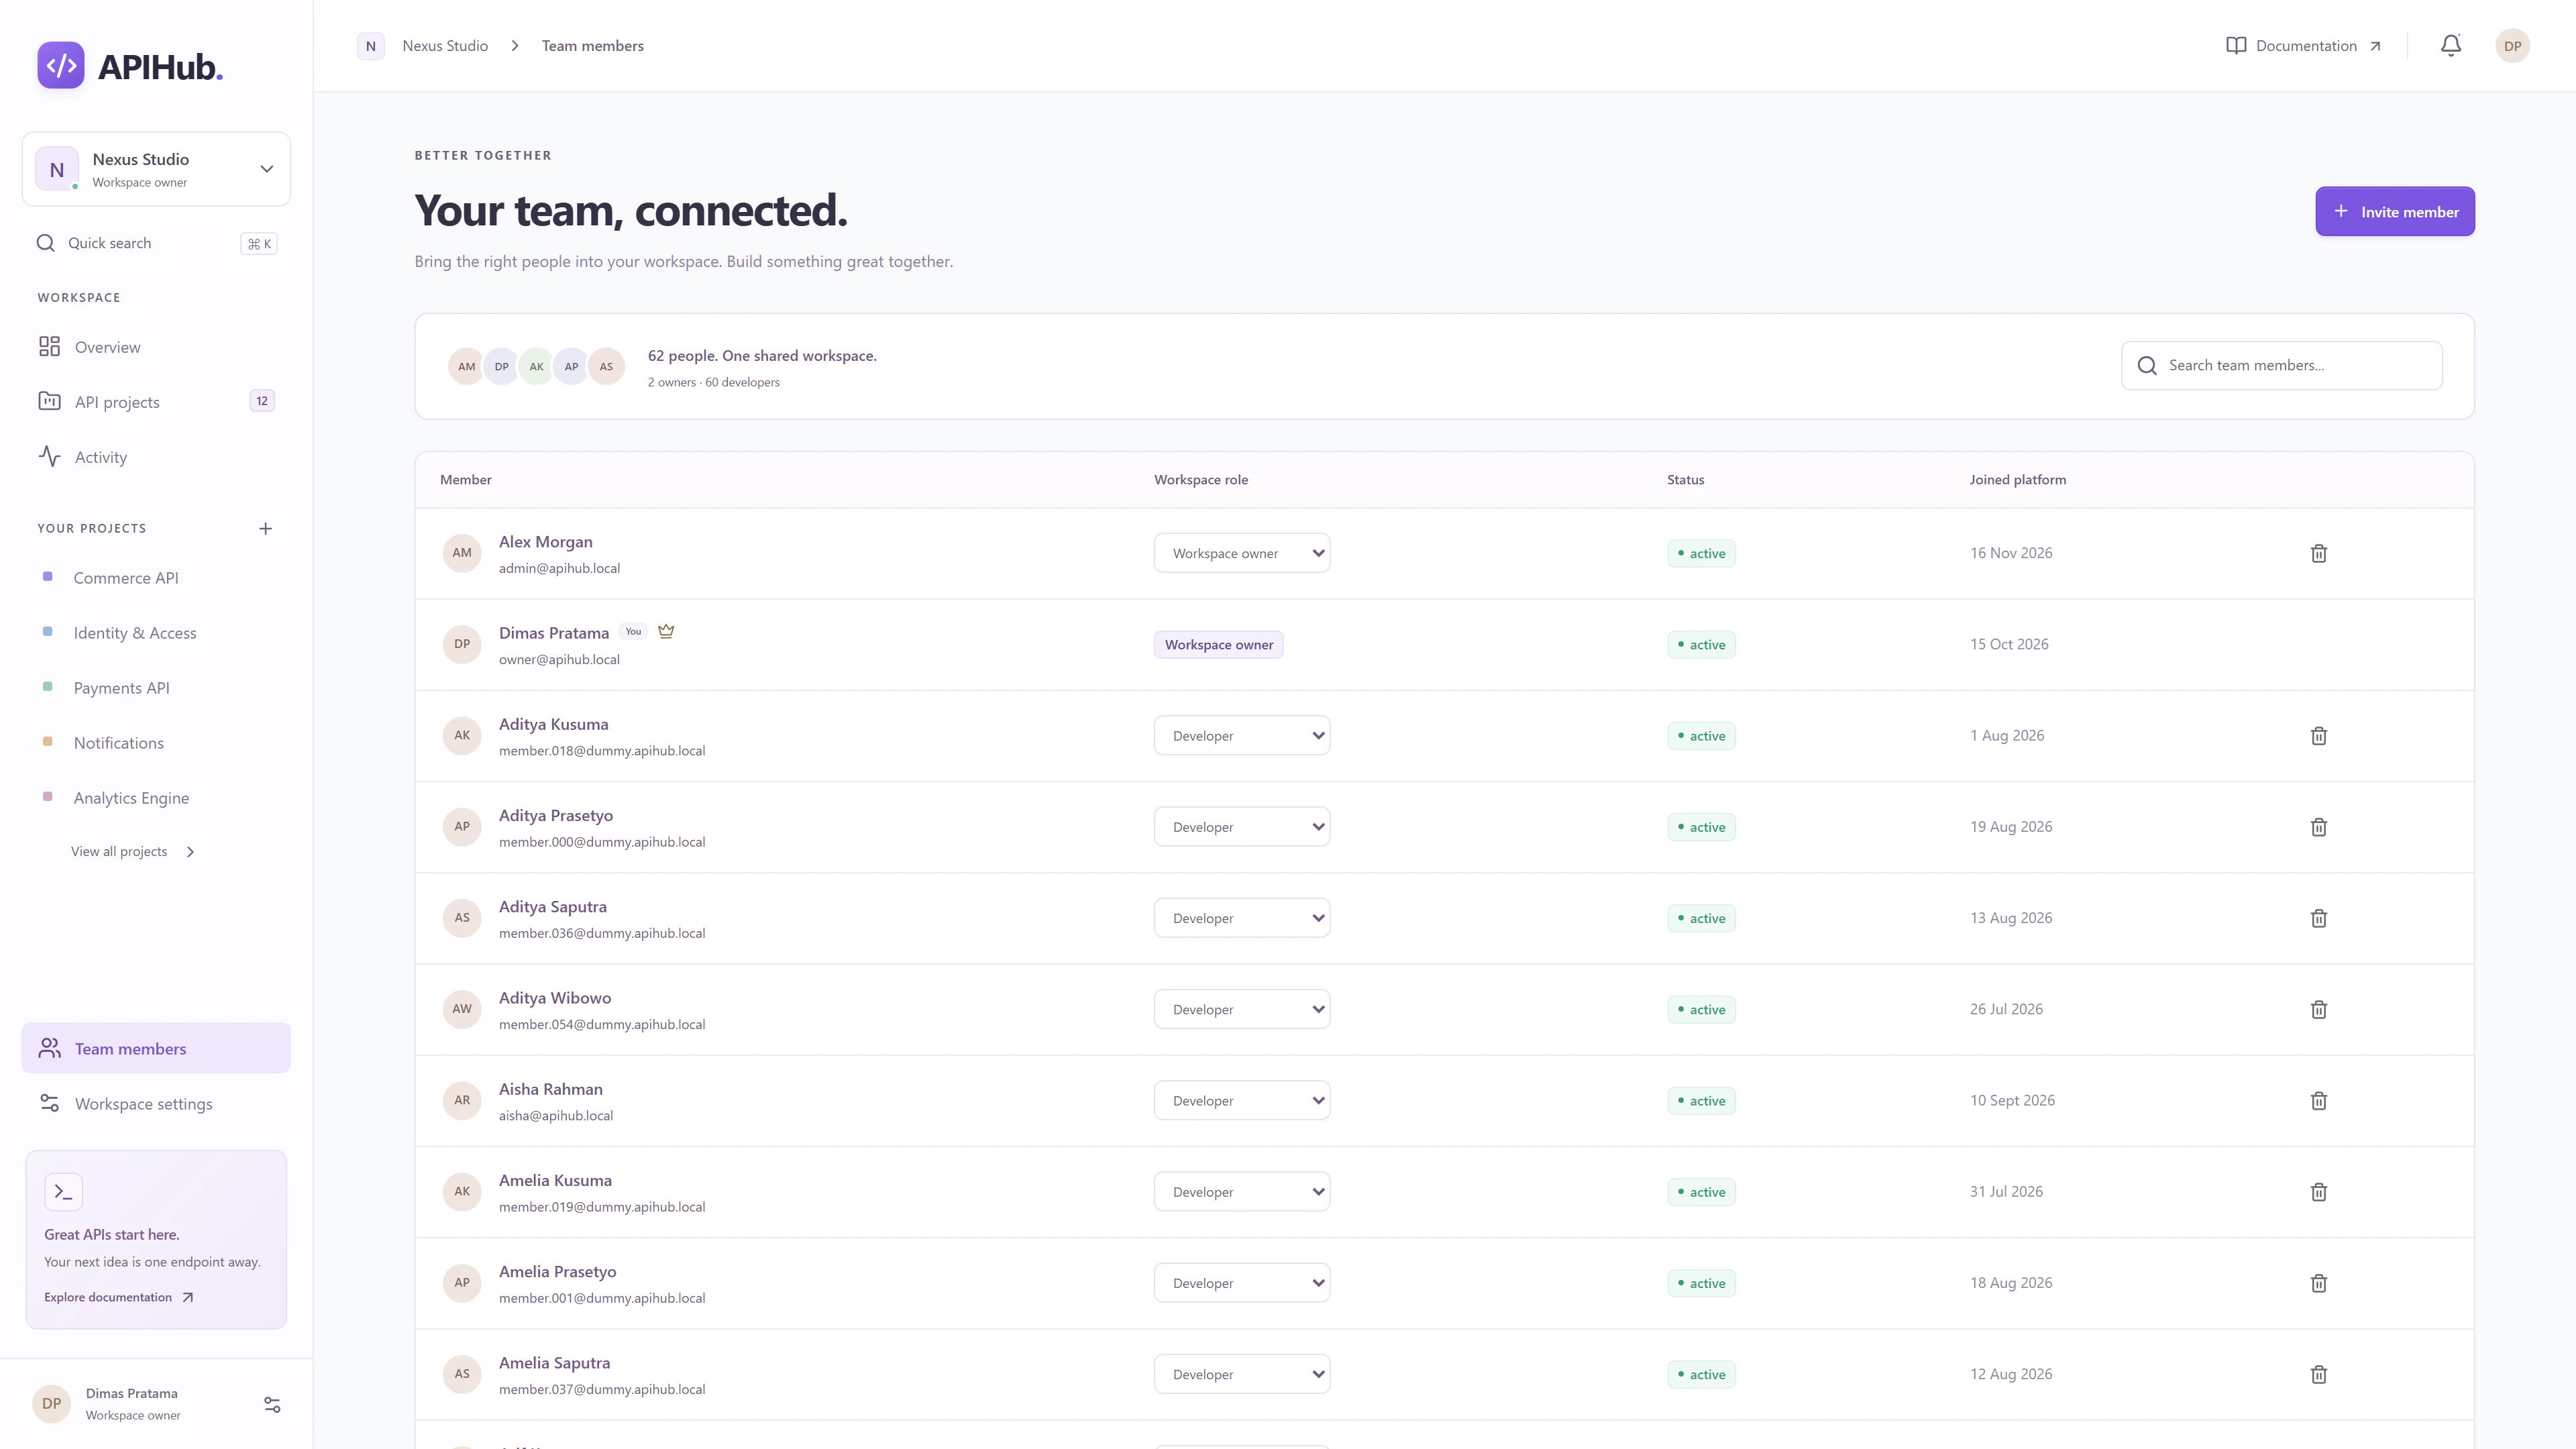 APIHub.
N
Nexus Studio
Workspace owner
Quick search
⌘ K
WORKSPACE
Overview
API projects
12
Activity
YOUR PROJECTS
Commerce API
Identity & Access
Payments API
Notifications
Analytics Engine
View all projects
Team members
Workspace settings
Great APIs start here.
Your next idea is one endpoint away.
Explore documentation
DP
Dimas Pratama
Workspace owner
N Nexus Studio Team members
Documentation
DP
BETTER TOGETHER
Your team, connected.
Bring the right people into your workspace. Build something great together.
Invite member
AM DP AK AP AS
62 people. One shared workspace.
2 owners · 60 developers
Search team members...
Member Workspace role Status Joined platform
AM Alex Morgan Workspace owner active 16 Nov 2026
admin@apihub.local
DP Dimas Pratama You Workspace owner active 15 Oct 2026
owner@apihub.local
AK Aditya Kusuma Developer active 1 Aug 2026
member.018@dummy.apihub.local
AP Aditya Prasetyo Developer active 19 Aug 2026
member.000@dummy.apihub.local
AS Aditya Saputra Developer active 13 Aug 2026
member.036@dummy.apihub.local
AW Aditya Wibowo Developer active 26 Jul 2026
member.054@dummy.apihub.local
AR Aisha Rahman Developer active 10 Sept 2026
aisha@apihub.local
AK Amelia Kusuma Developer active 31 Jul 2026
member.019@dummy.apihub.local
AP Amelia Prasetyo Developer active 18 Aug 2026
member.001@dummy.apihub.local
AS Amelia Saputra Developer active 12 Aug 2026
member.037@dummy.apihub.local